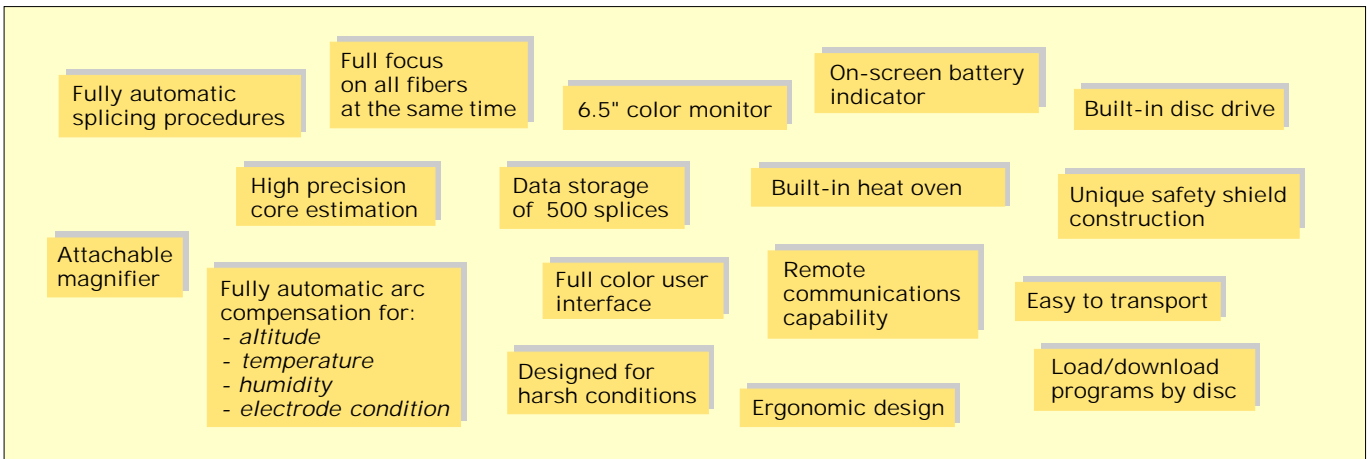 Fully automatic
splicing procedures
Full focus
on all fibers
at the same time
6.5" color monitor
On-screen battery
indicator
Built-in disc drive
High precision
core estimation
Data storage
of 500 splices
Built-in heat oven
Unique safety shield
construction
Attachable
magnifier
Fully automatic arc
compensation for:
- altitude
- temperature
- humidity
- electrode condition
Full color user
interface
Remote
communications
capability
Easy to transport
Designed for
harsh conditions
Ergonomic design
Load/download
programs by disc